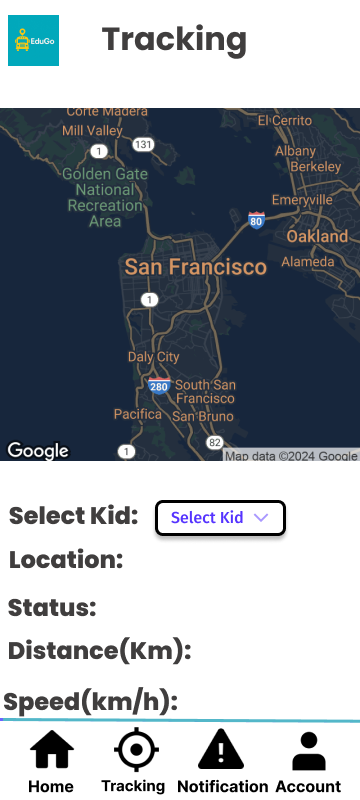 EduGo
Tracking
Corte Madera
Mill Valley
131
1
El Cerrito
Albany
Berkeley
Golden Gate
National
Recreation
Area
Emeryville
80
Oakland
Alameda
San Francisco
1
Daly City
280
South San
Francisco
Pacifica
San Bruno
82
1
Google
Map data ©2024 Google
Select Kid:
Select Kid
Location:
Status:
Distance(Km):
Speed(km/h):
Home
Tracking
Notification
Account